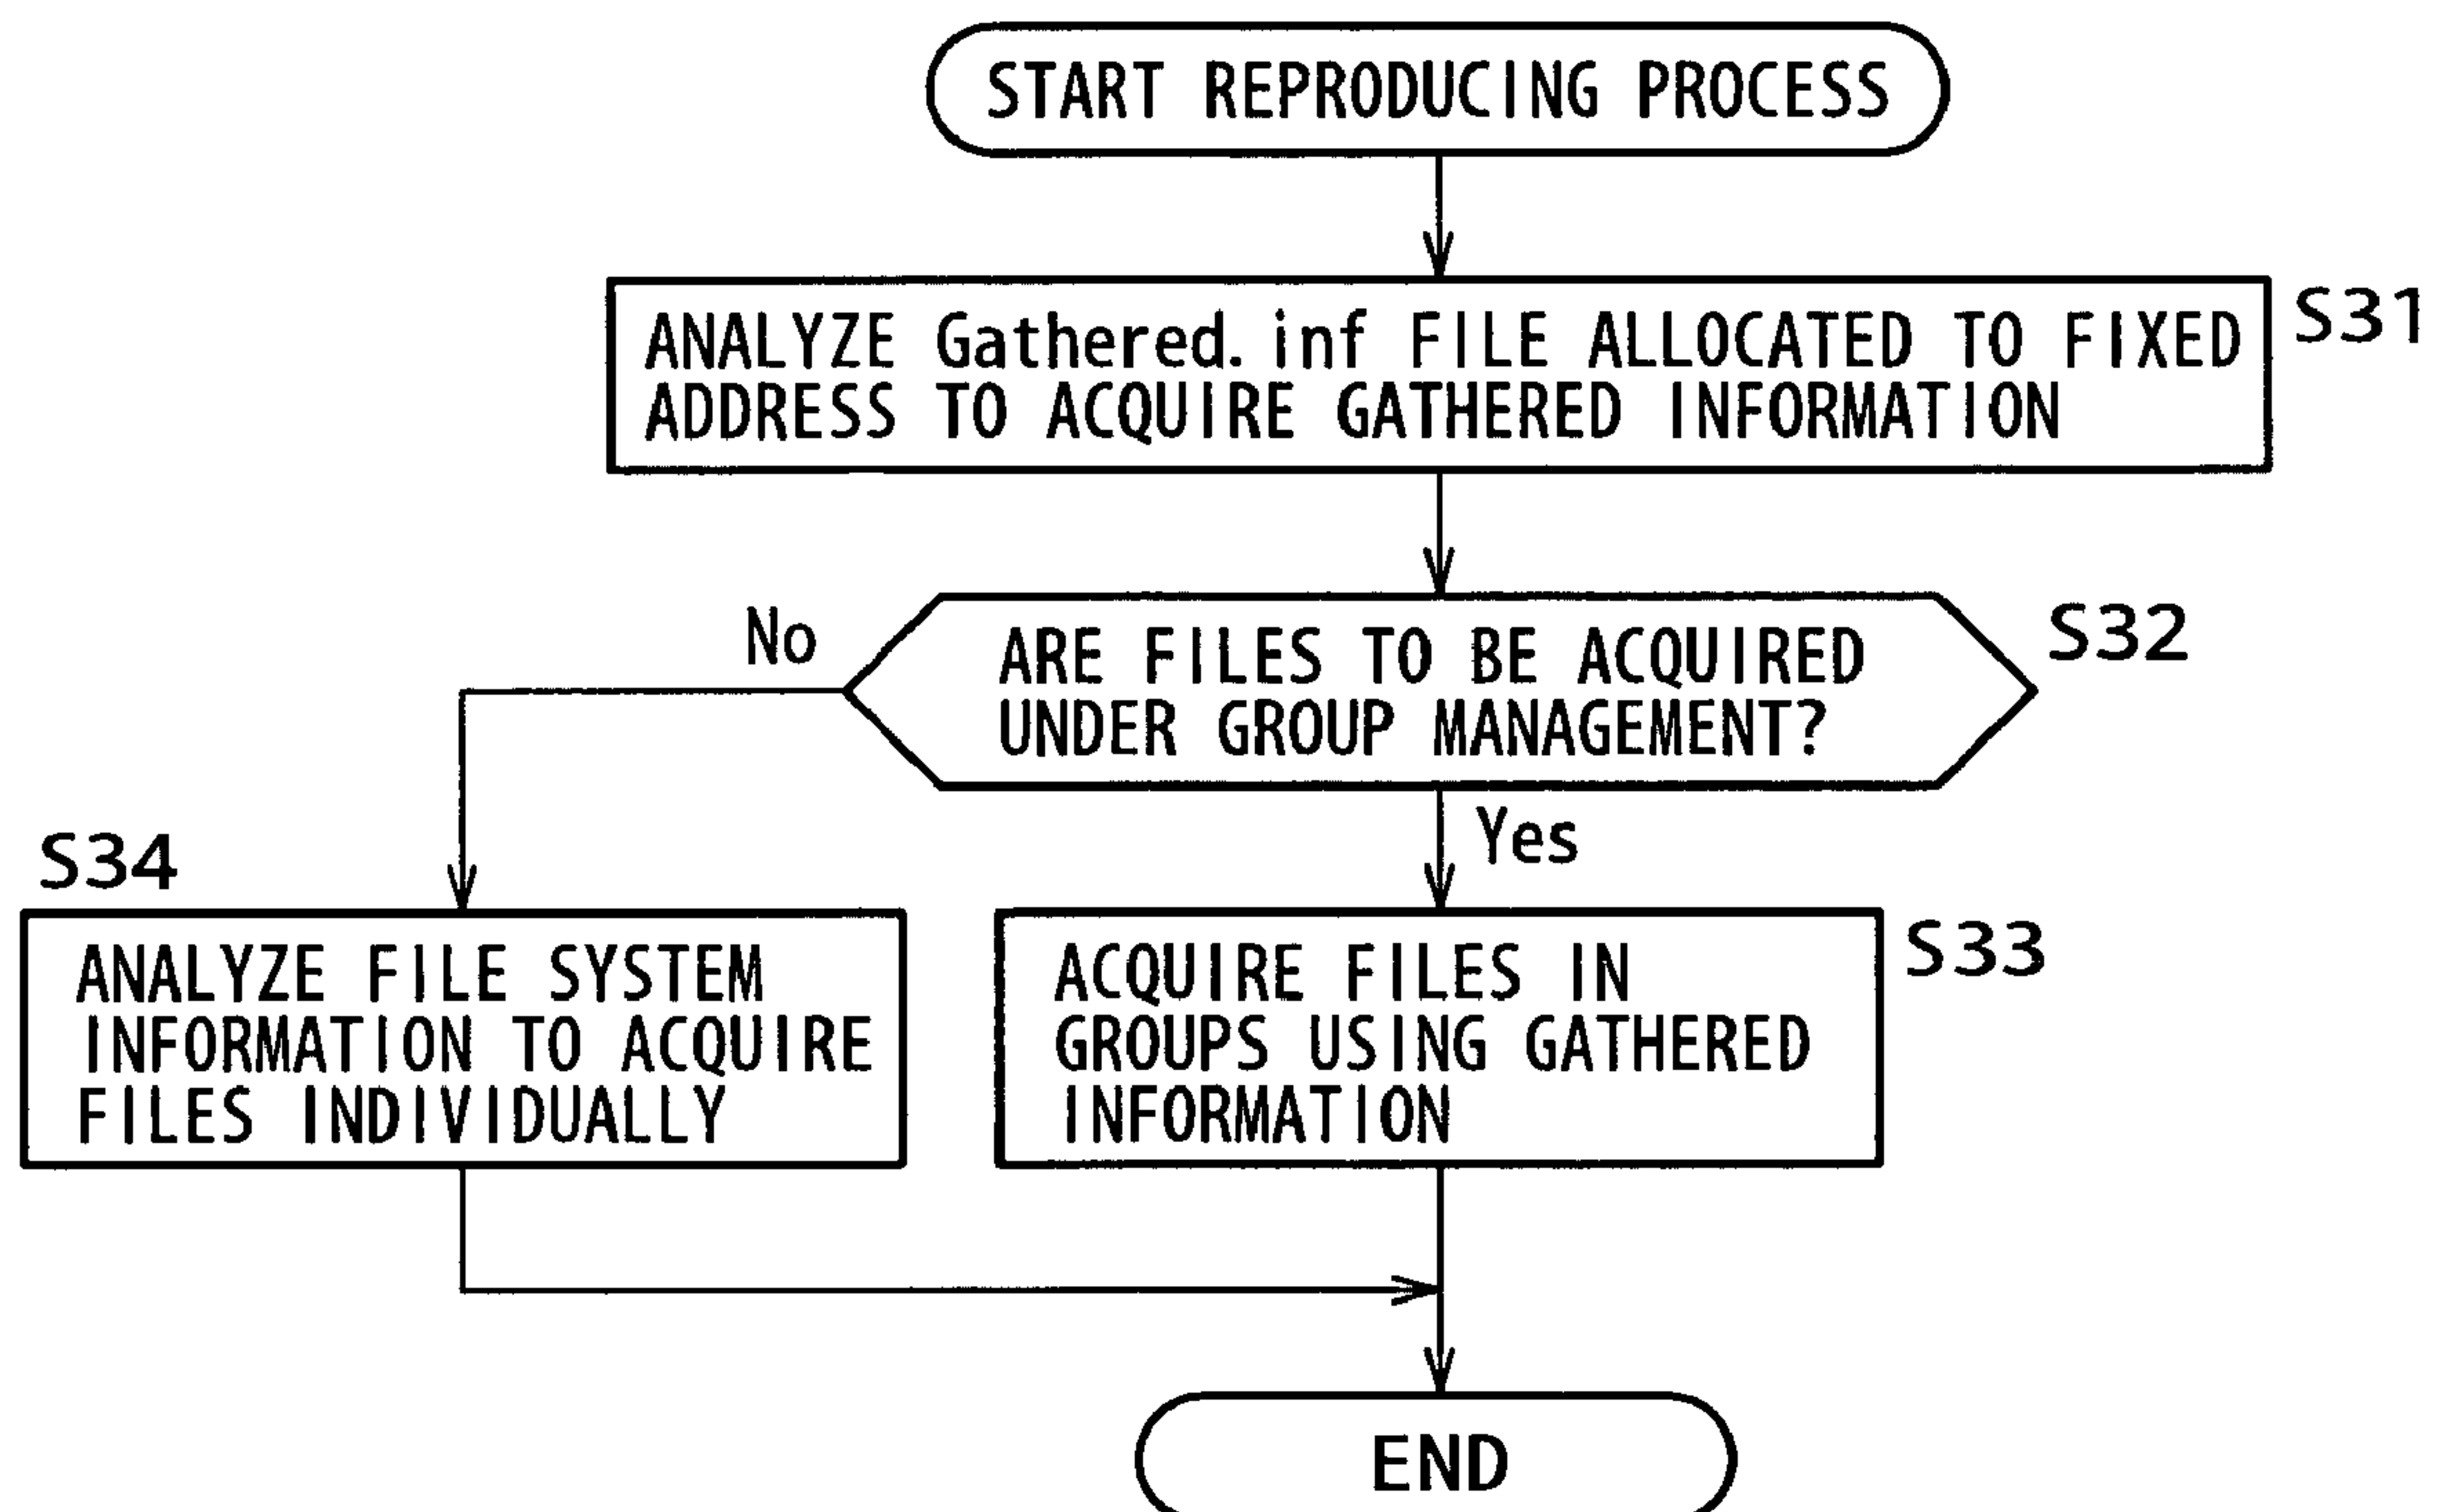 START REPRODUCING PROCESS
ANALYZE Gathered.inf FILE ALLOCATED TO FIXED
ADDRESS TO ACQUIRE GATHERED INFORMATION
S31
ARE FILES TO BE ACQUIRED
UNDER GROUP MANAGEMENT?
S32
No
Yes
S34
ANALYZE FILE SYSTEM
INFORMATION TO ACQUIRE
FILES INDIVIDUALLY
ACQUIRE FILES IN
GROUPS USING GATHERED
INFORMATION
S33
END